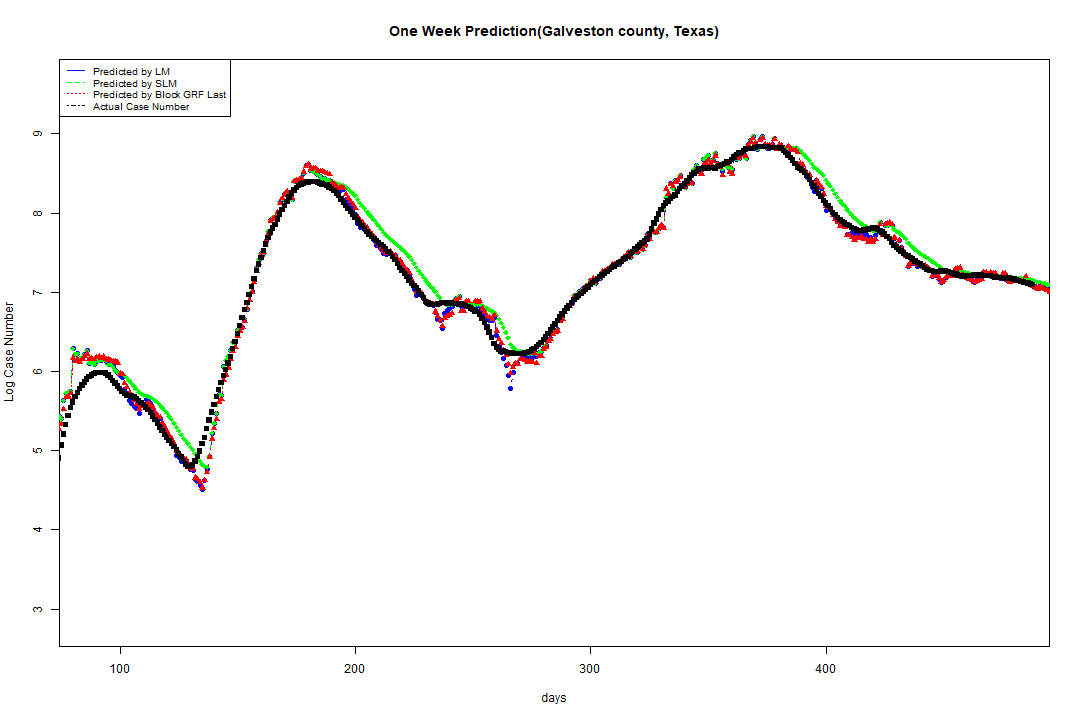 One Week Prediction(Galveston county, Texas)
Predicted by LM
Predicted by SLM
Predicted by Block GRF Last
Actual Case Number
9
8
7
6
5
4
3
Log Case Number
100 200 300 400
days